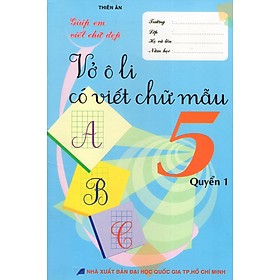 THIÊN ÂN
Giúp em
viết chữ đẹp
Trường :
Lớp :
Họ và tên :
Năm học :
Vở ô li
có viết chữ mẫu
5
Quyển 1
A
B
C
NHÀ XUẤT BẢN ĐẠI HỌC QUỐC GIA TP.HỒ CHÍ MINH